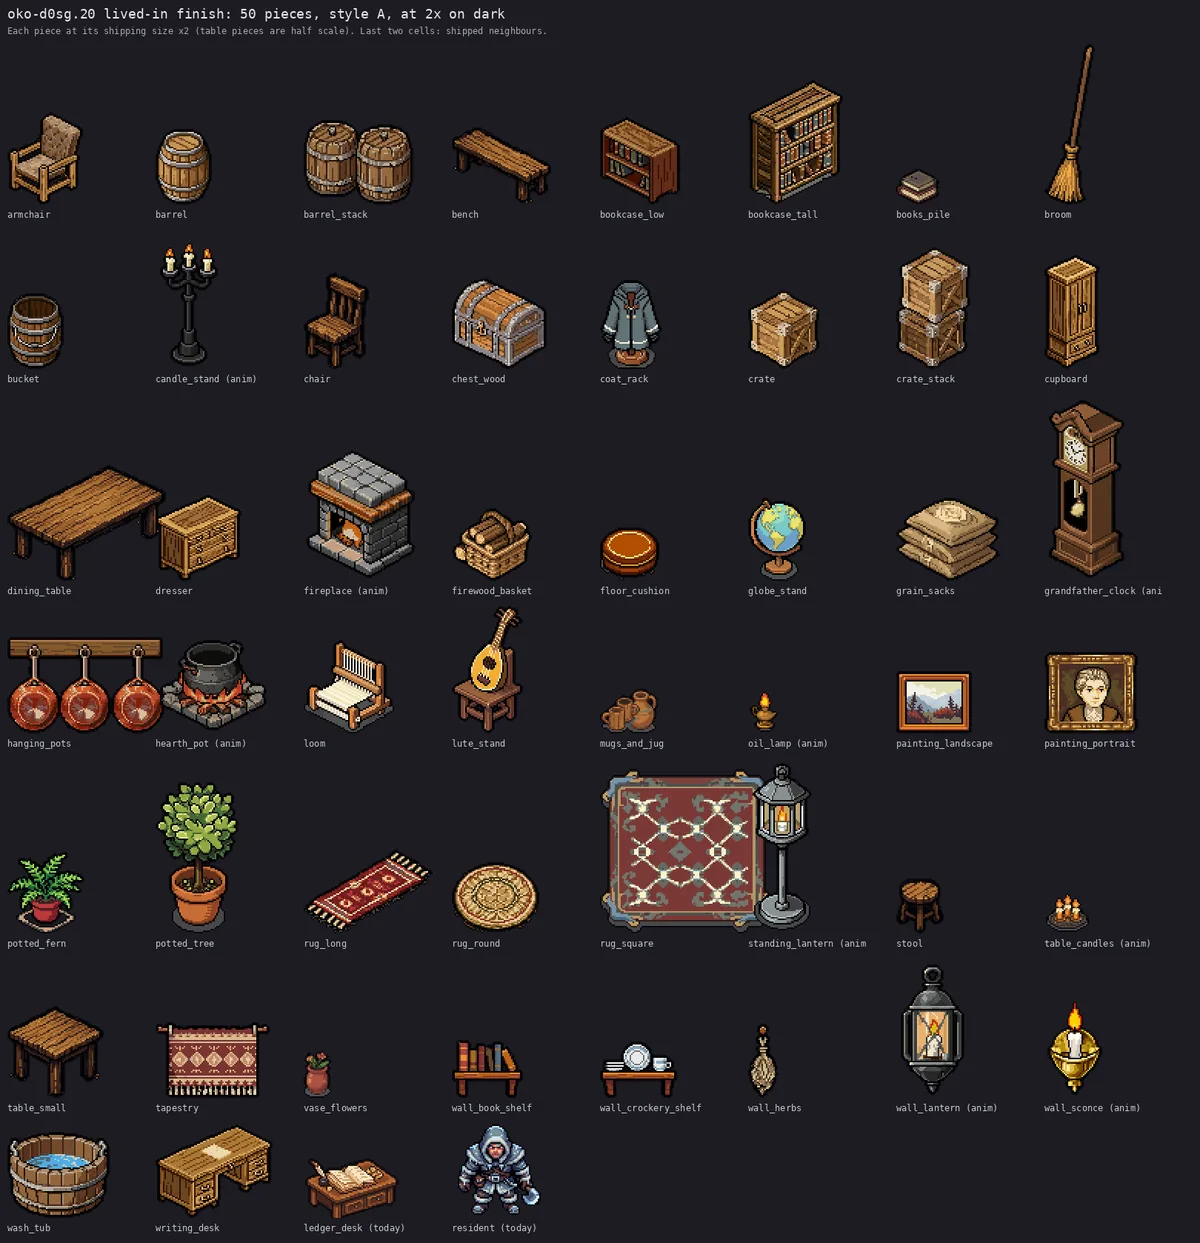 oko-d0sg.20 lived-in finish: 50 pieces, style A, at 2x on dark
Each piece at its shipping size x2 (table pieces are half scale). Last two cells: shipped neighbours.
armchair barrel barrel_stack bench bookcase_low bookcase_tall books_pile broom
bucket candle_stand (anim) chair chest_wood coat_rack crate crate_stack cupboard
dining_table dresser fireplace (anim) firewood_basket floor_cushion globe_stand grain_sacks grandfather_clock (ani
hanging_pots hearth_pot (anim) loom lute_stand mugs_and_jug oil_lamp (anim) painting_landscape painting_portrait
potted_fern potted_tree rug_long rug_round rug_square standing_lantern (anim stool table_candles (anim)
table_small tapestry vase_flowers wall_book_shelf wall_crockery_shelf wall_herbs wall_lantern (anim) wall_sconce (anim)
wash_tub writing_desk ledger_desk (today) resident (today)